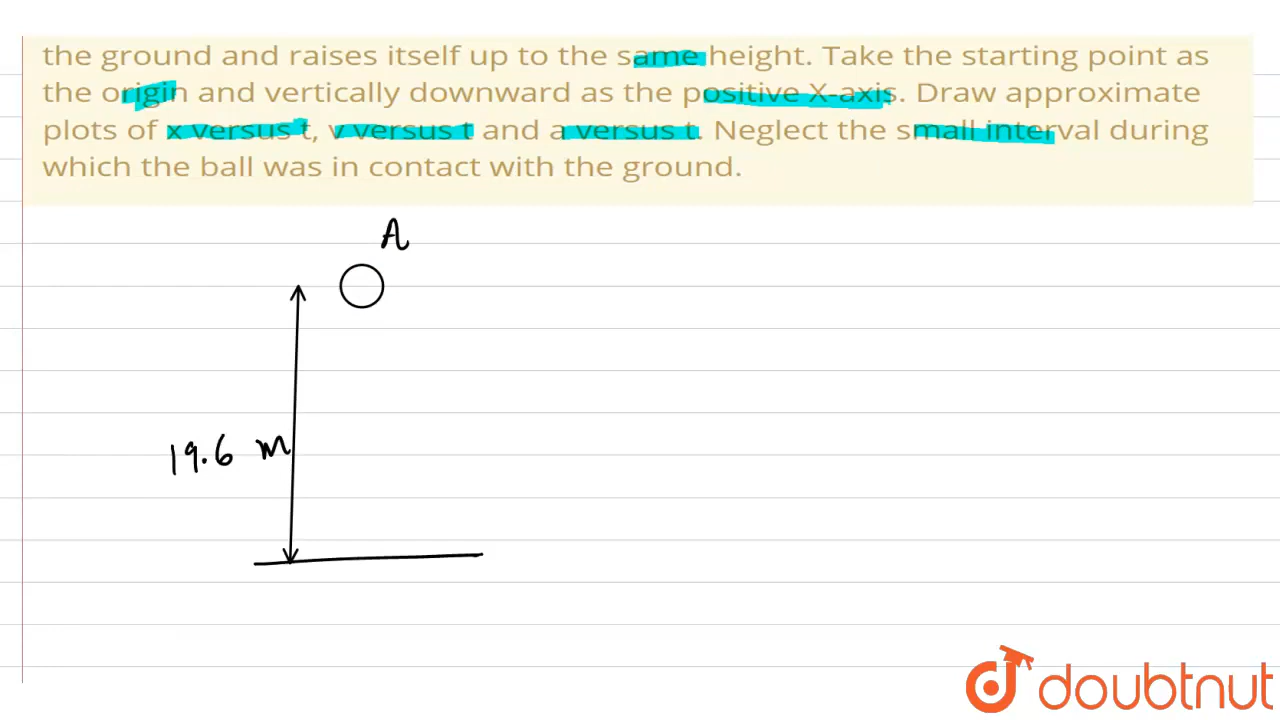 the ground and raises itself up to the same height. Take the starting point as
the origin and vertically downward as the positive X-axis. Draw approximate
plots of x versus t, v versus t and a versus t. Neglect the small interval during
which the ball was in contact with the ground.
A
19.6 m
doubtnut